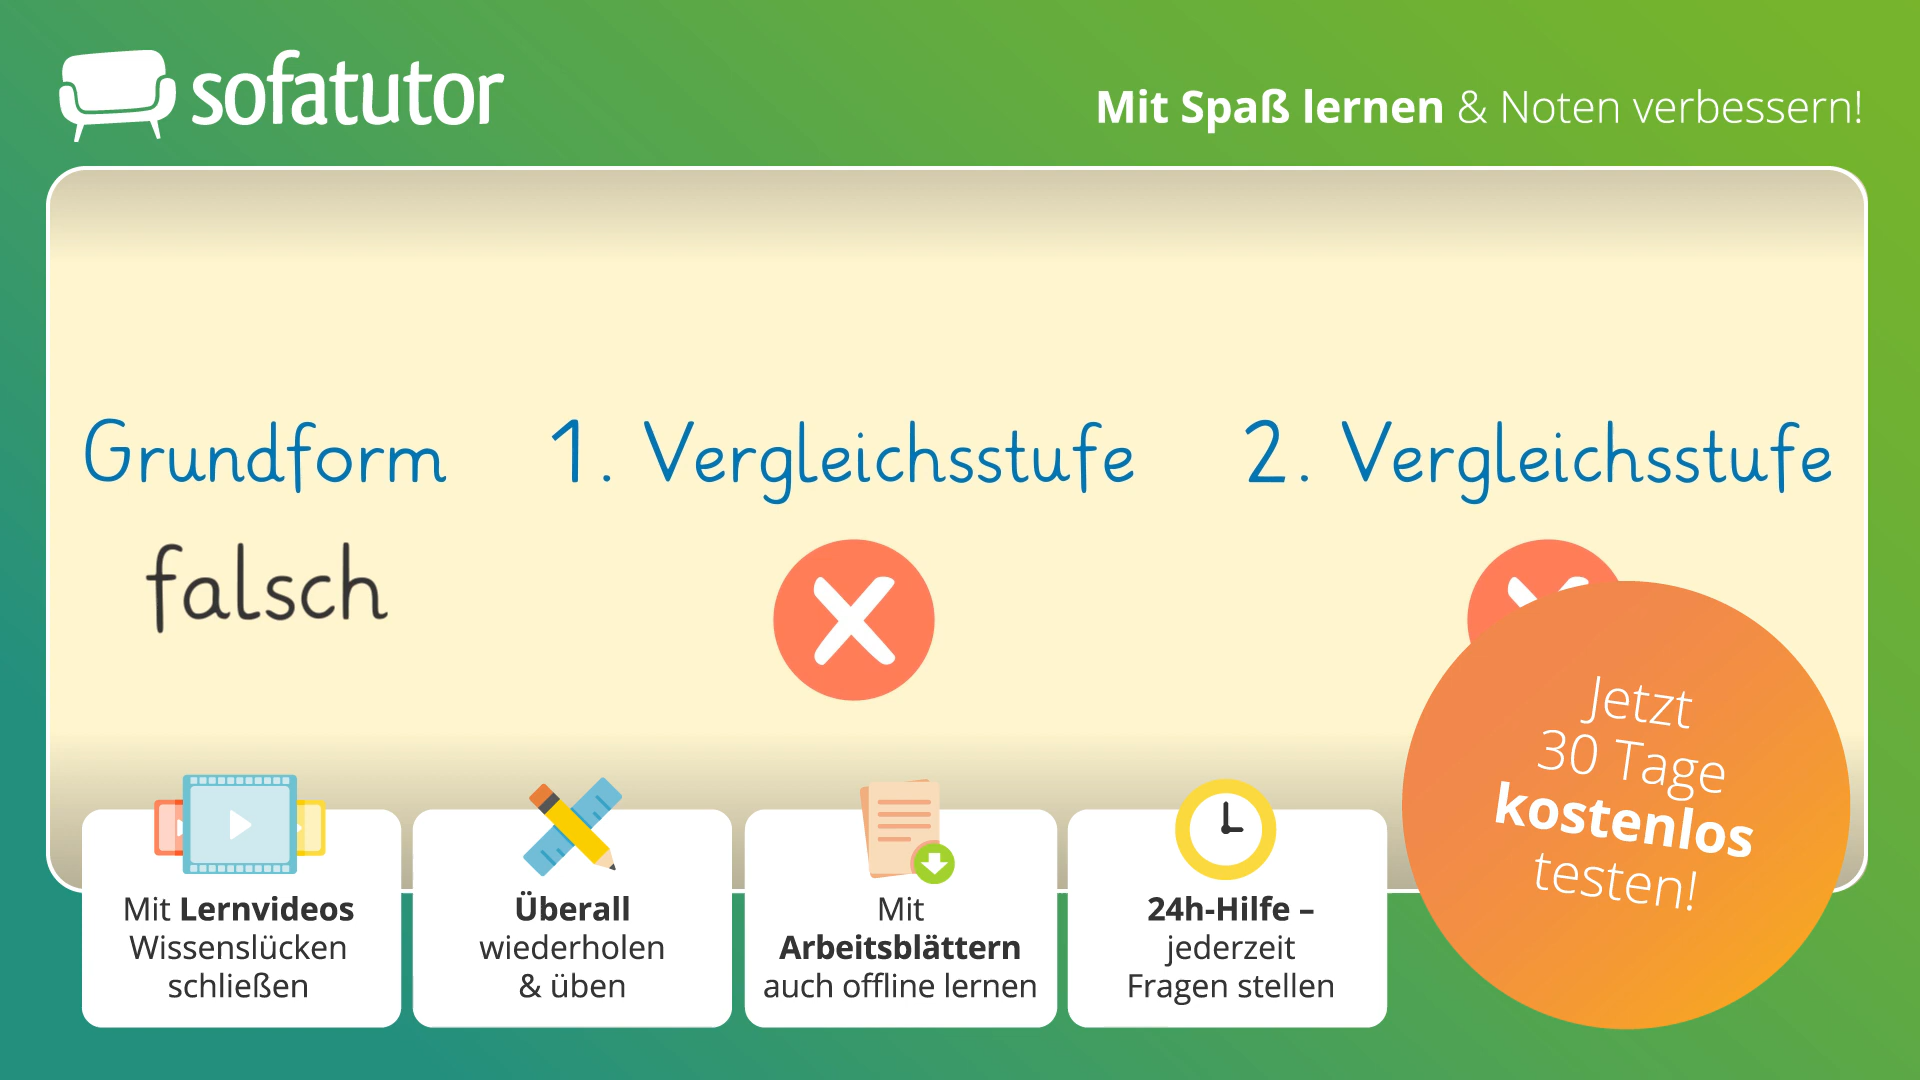 sofatutor
Mit Spaß lernen & Noten verbessern!
Grundform 1. Vergleichsstufe 2. Vergleichsstufe
falsch
Jetzt
30 Tage
kostenlos
testen!
Mit Lernvideos
Wissenslücken
schließen
Überall
wiederholen
& üben
Mit
Arbeitsblättern
auch offline lernen
24h-Hilfe –
jederzeit
Fragen stellen